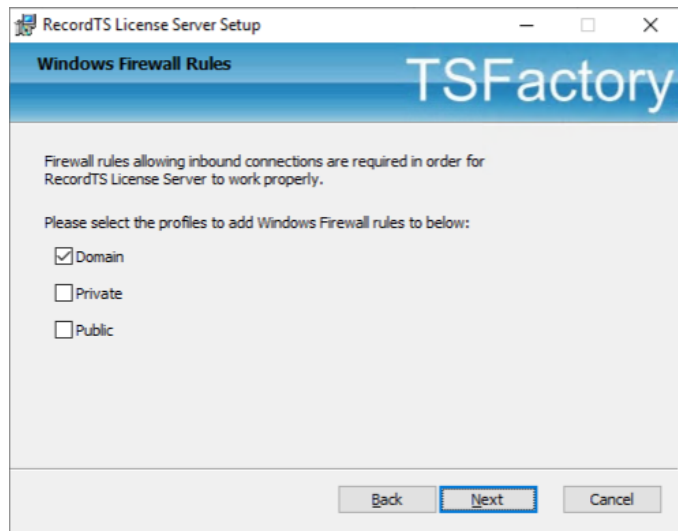 RecordTS License Server Setup
Windows Firewall Rules
TSFactory
Firewall rules allowing inbound connections are required in order for
RecordTS License Server to work properly.
Please select the profiles to add Windows Firewall rules to below:
Domain
Private
Public
Back
Next
Cancel